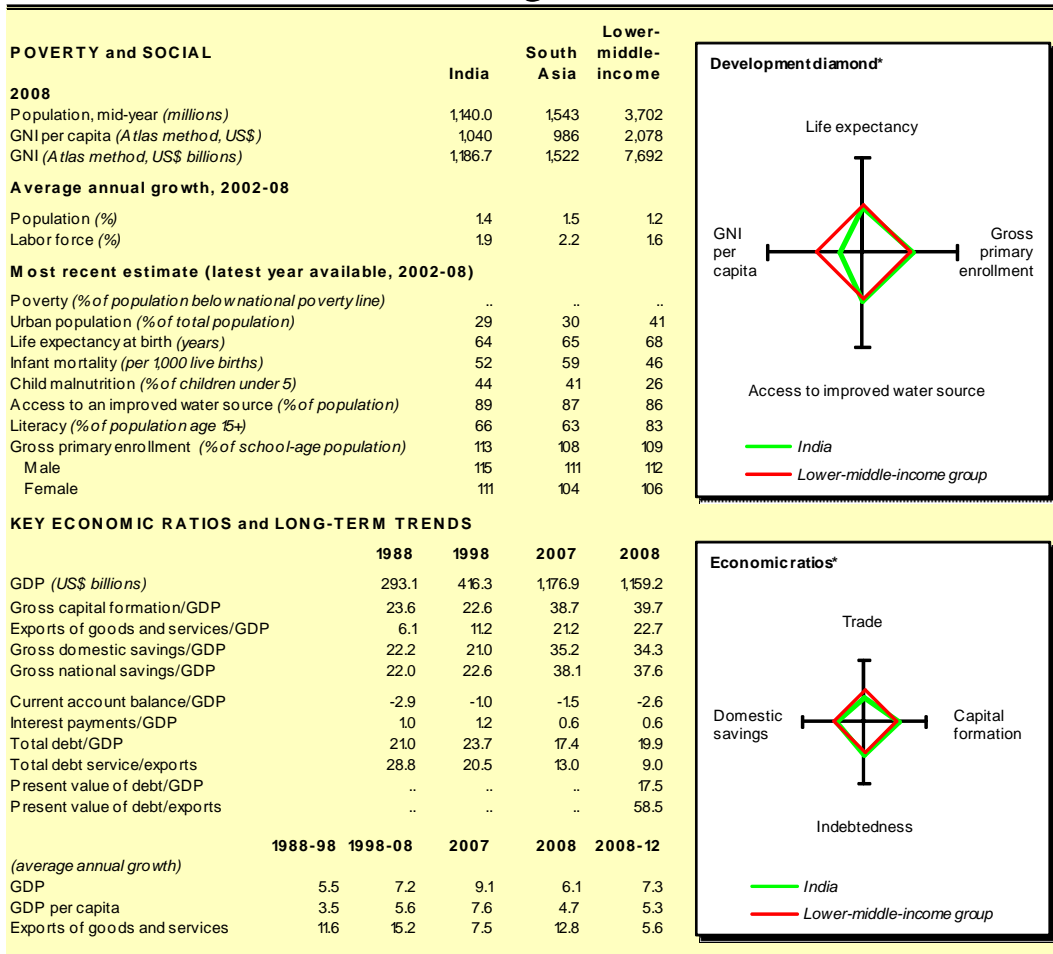 POVERTY and SOCIAL India South Asia Lower-middle-income
2008
Population, mid-year (millions) 1,140.0 1,543 3,702
GNI per capita (Atlas method, US$) 1,040 986 2,078
GNI (Atlas method, US$ billions) 1,186.7 1,522 7,692
Average annual growth, 2002-08
Population (%) 1.4 1.5 1.2
Labor force (%) 1.9 2.2 1.6
Most recent estimate (latest year available, 2002-08)
Poverty (% of population below national poverty line) .. .. ..
Urban population (% of total population) 29 30 41
Life expectancy at birth (years) 64 65 68
Infant mortality (per 1,000 live births) 52 59 46
Child malnutrition (% of children under 5) 44 41 26
Access to an improved water source (% of population) 89 87 86
Literacy (% of population age 15+) 66 63 83
Gross primary enrollment (% of school-age population) 113 108 109
Male 115 111 112
Female 111 104 106
Development diamond*
Life expectancy
GNI per capita
Gross primary enrollment
Access to improved water source
India
Lower-middle-income group
KEY ECONOMIC RATIOS and LONG-TERM TRENDS
1988 1998 2007 2008
GDP (US$ billions) 293.1 416.3 1,176.9 1,159.2
Gross capital formation/GDP 23.6 22.6 38.7 39.7
Exports of goods and services/GDP 6.1 11.2 21.2 22.7
Gross domestic savings/GDP 22.2 21.0 35.2 34.3
Gross national savings/GDP 22.0 22.6 38.1 37.6
Current account balance/GDP -2.9 -1.0 -1.5 -2.6
Interest payments/GDP 1.0 1.2 0.6 0.6
Total debt/GDP 21.0 23.7 17.4 19.9
Total debt service/exports 28.8 20.5 13.0 9.0
Present value of debt/GDP .. .. .. 17.5
Present value of debt/exports .. .. .. 58.5
1988-98 1998-08 2007 2008 2008-12
(average annual growth)
GDP 5.5 7.2 9.1 6.1 7.3
GDP per capita 3.5 5.6 7.6 4.7 5.3
Exports of goods and services 11.6 15.2 7.5 12.8 5.6
Economic ratios*
Trade
Domestic savings
Capital formation
Indebtedness
India
Lower-middle-income group